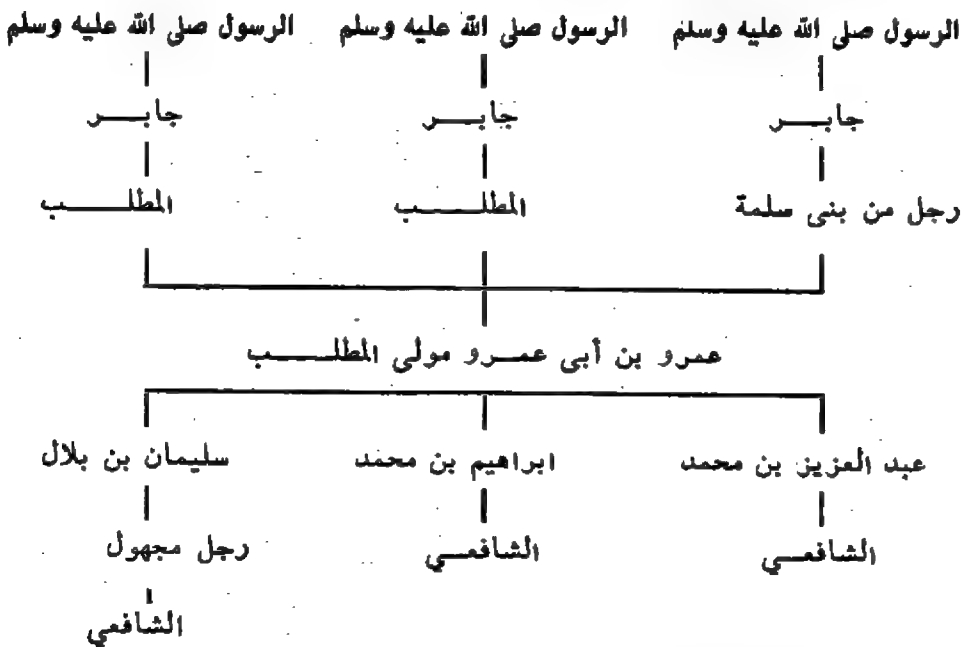 الرسول صلى الله عليه وسلم الرسول صلى الله عليه وسلم الرسول صلى الله عليه وسلم
جابر جابر جابر
رجل من بنى سلمة المطلب المطلب
عمرو بن أبى عمرو مولى المطلب
عبد العزيز بن محمد ابراهيم بن محمد سليمان بن بلال
الشافعي الشافعي رجل مجهول
الشافعي